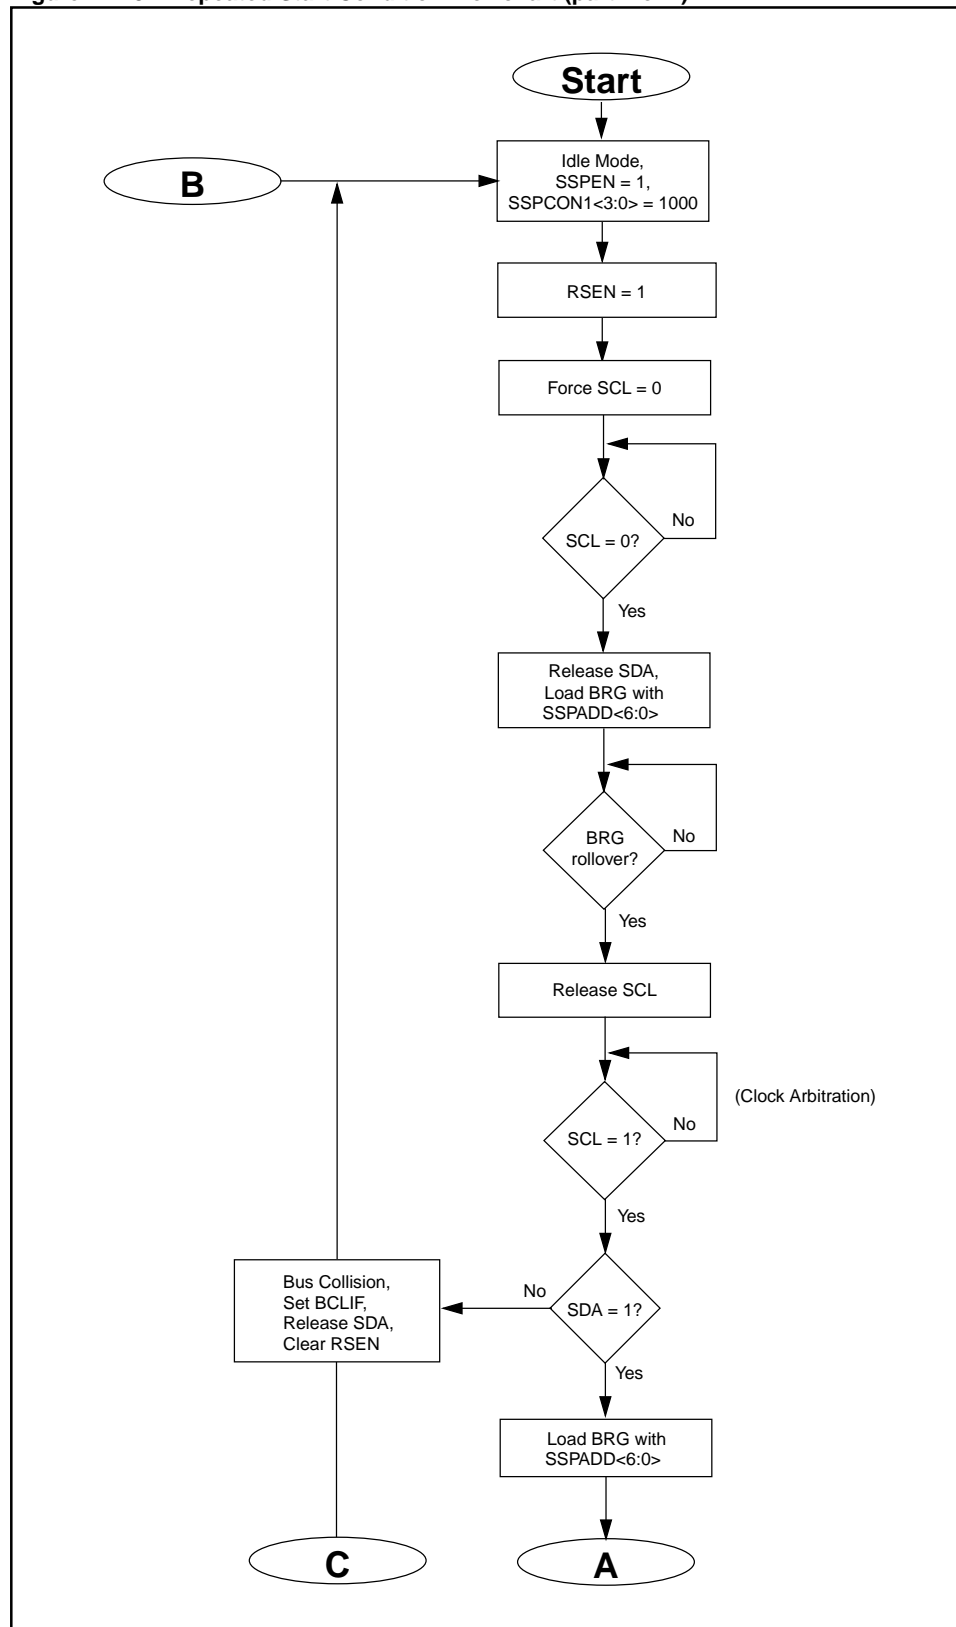 Start
B
Idle Mode,
SSPEN = 1,
SSPCON1<3:0> = 1000
RSEN = 1
Force SCL = 0
SCL = 0?
No
Yes
Release SDA,
Load BRG with
SSPADD<6:0>
BRG
rollover?
No
Yes
Release SCL
(Clock Arbitration)
SCL = 1?
No
Yes
Bus Collision,
Set BCLIF,
Release SDA,
Clear RSEN
No
SDA = 1?
Yes
Load BRG with
SSPADD<6:0>
C
A